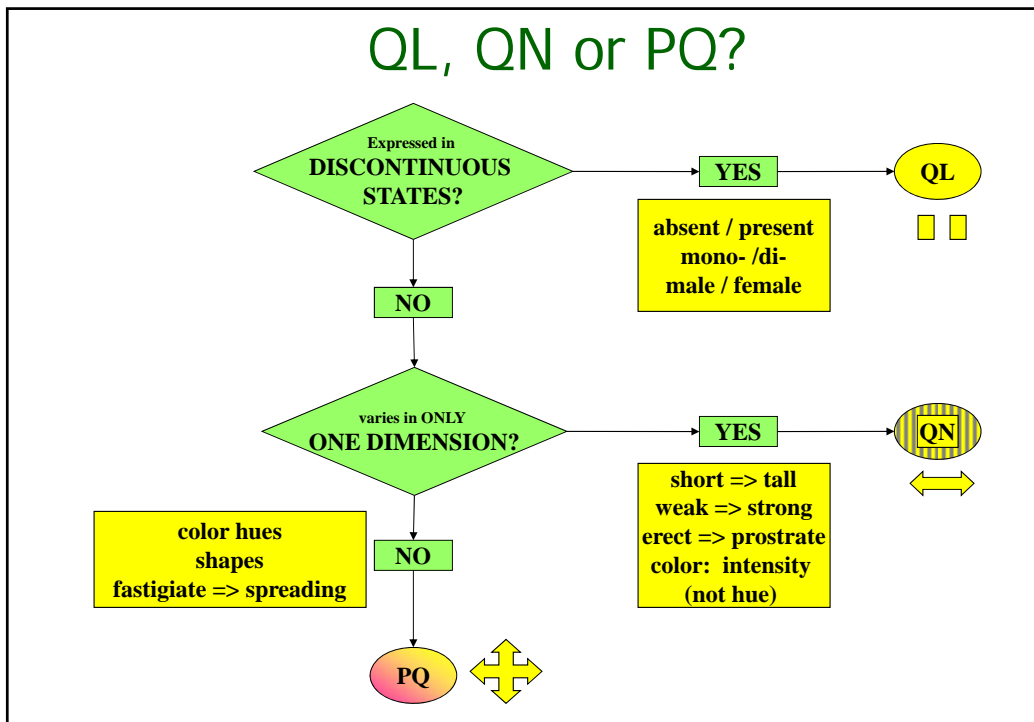 QL, QN or PQ?
Expressed in
DISCONTINUOUS
STATES?
YES
QL
absent / present
mono- /di-
male / female
NO
varies in ONLY
ONE DIMENSION?
YES
QN
short => tall
weak => strong
erect => prostrate
color:  intensity
(not hue)
color hues
shapes
fastigiate => spreading
NO
PQ